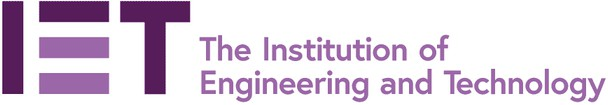 IET
The Institution of
Engineering and Technology